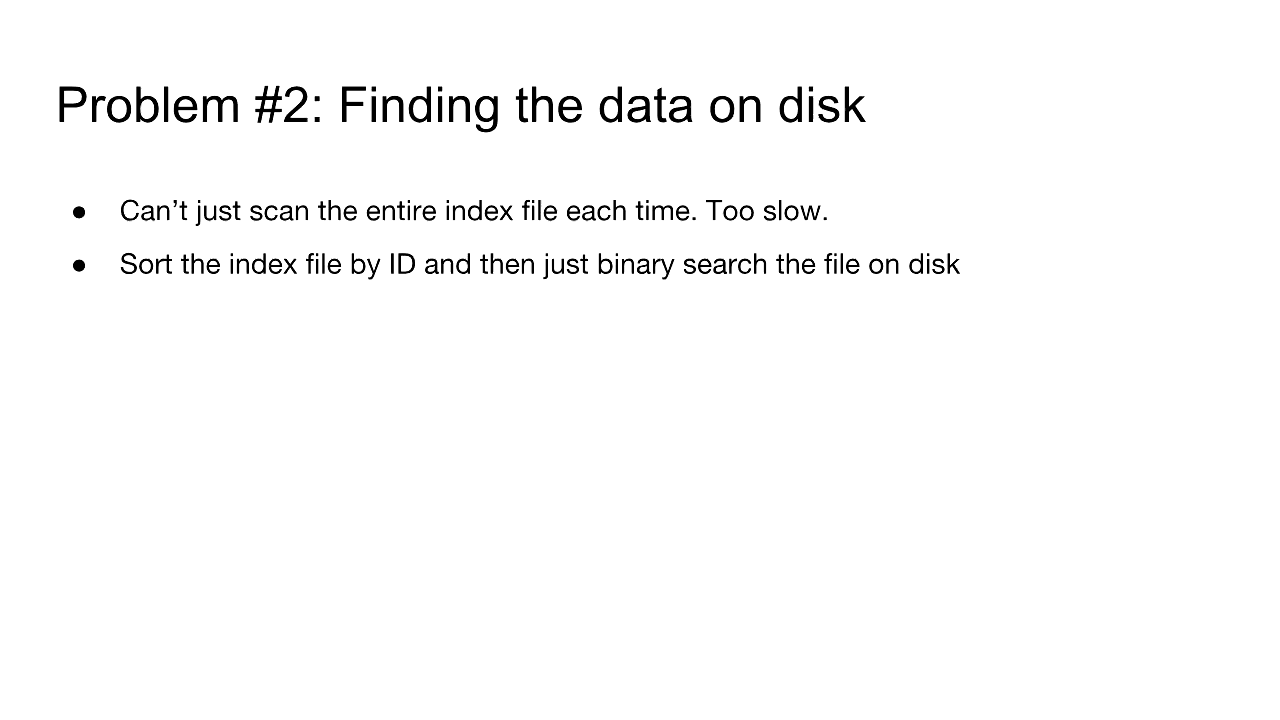 Problem #2: Finding the data on disk
● Can’t just scan the entire index file each time. Too slow.
● Sort the index file by ID and then just binary search the file on disk